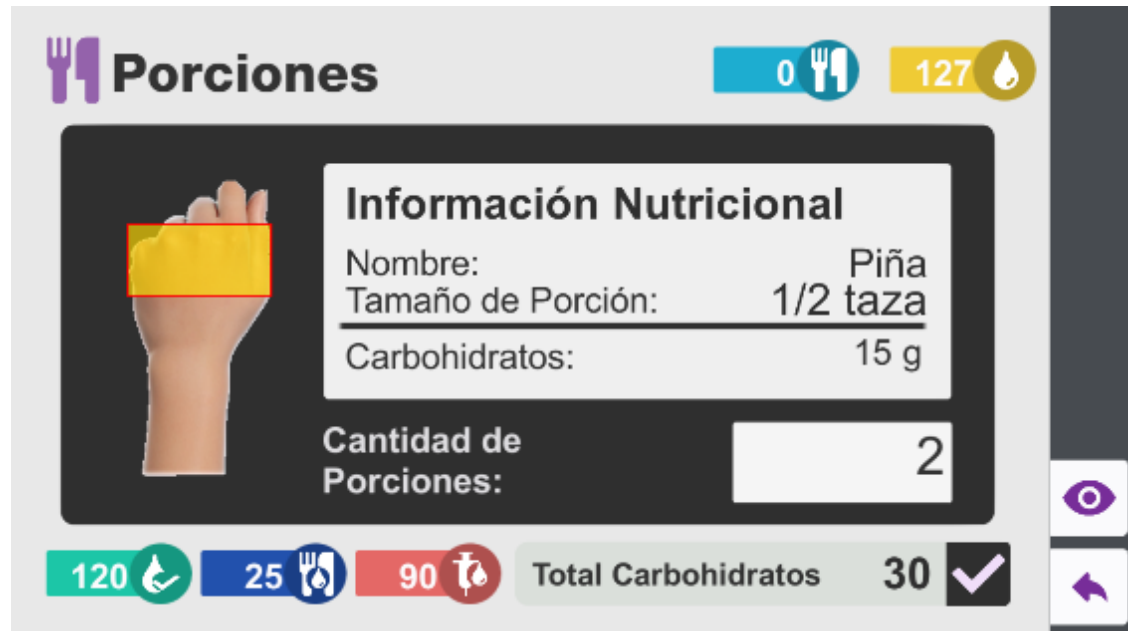 Porciones
0
127
Información Nutricional
Nombre: Piña
Tamaño de Porción: 1/2 taza
Carbohidratos: 15 g
Cantidad de
Porciones:
2
120
25
90
Total Carbohidratos 30